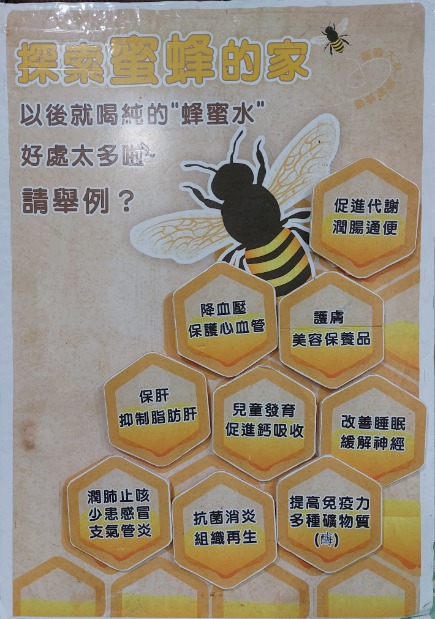 探索蜜蜂的家
以後就喝純的"蜂蜜水"
好處太多啦~
請舉例？
促進代謝
潤腸通便
降血壓
保護心血管
護膚
美容保養品
保肝
抑制脂肪肝
兒童發育
促進鈣吸收
改善睡眠
緩解神經
潤肺止咳
少患感冒
支氣管炎
抗菌消炎
組織再生
提高免疫力
多種礦物質